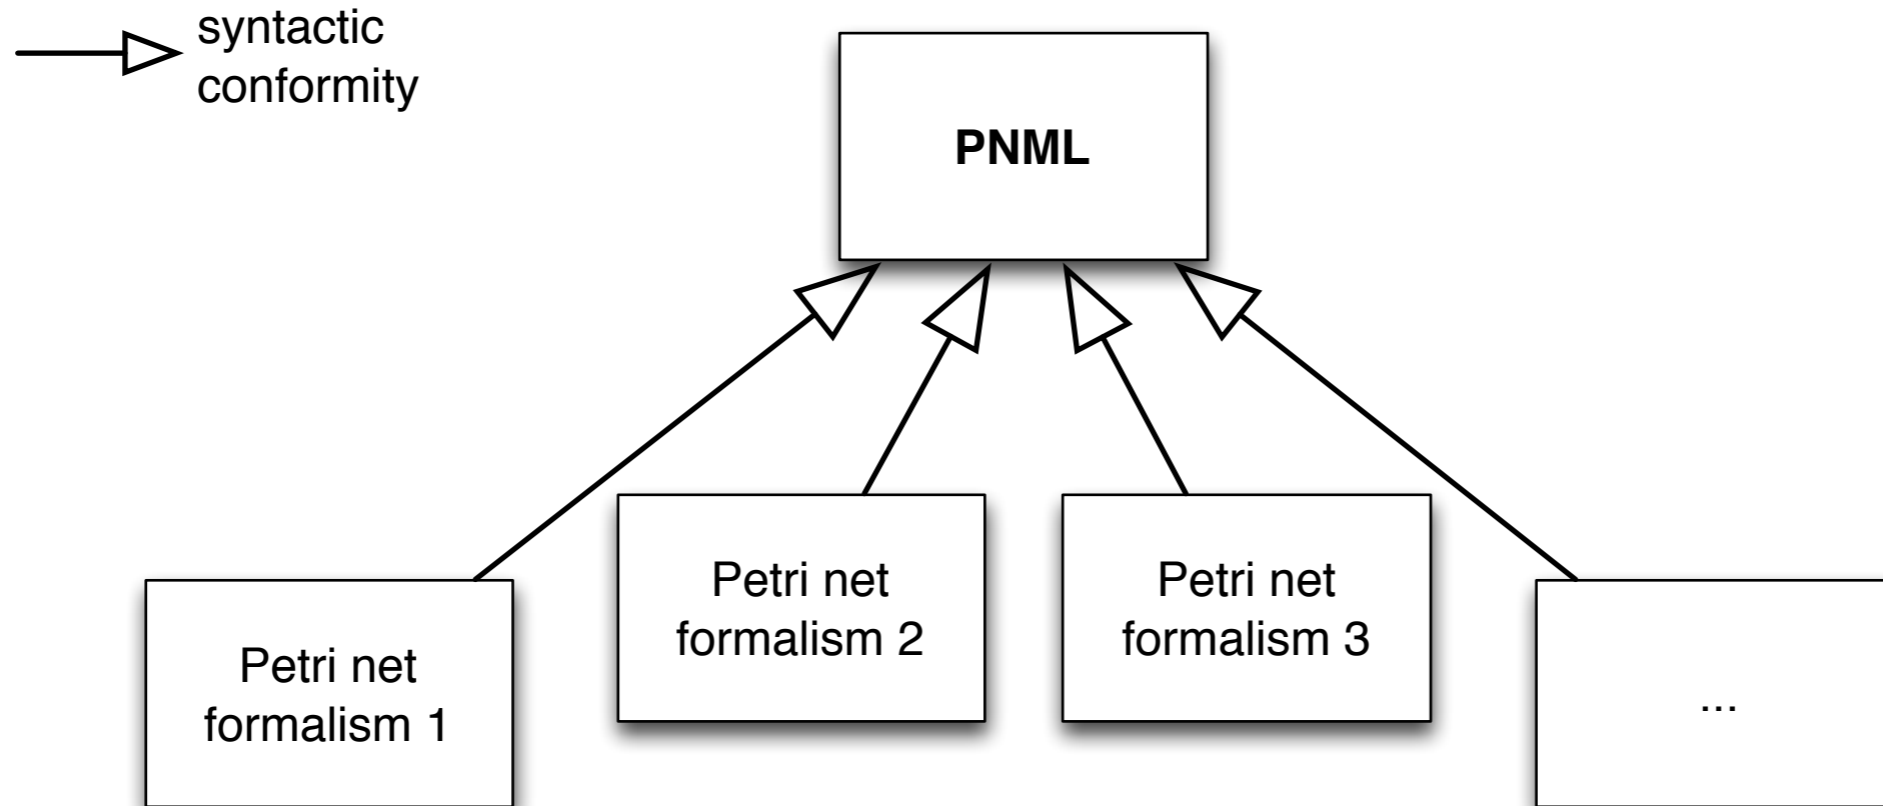 syntactic
conformity
PNML
Petri net
formalism 1
Petri net
formalism 2
Petri net
formalism 3
...